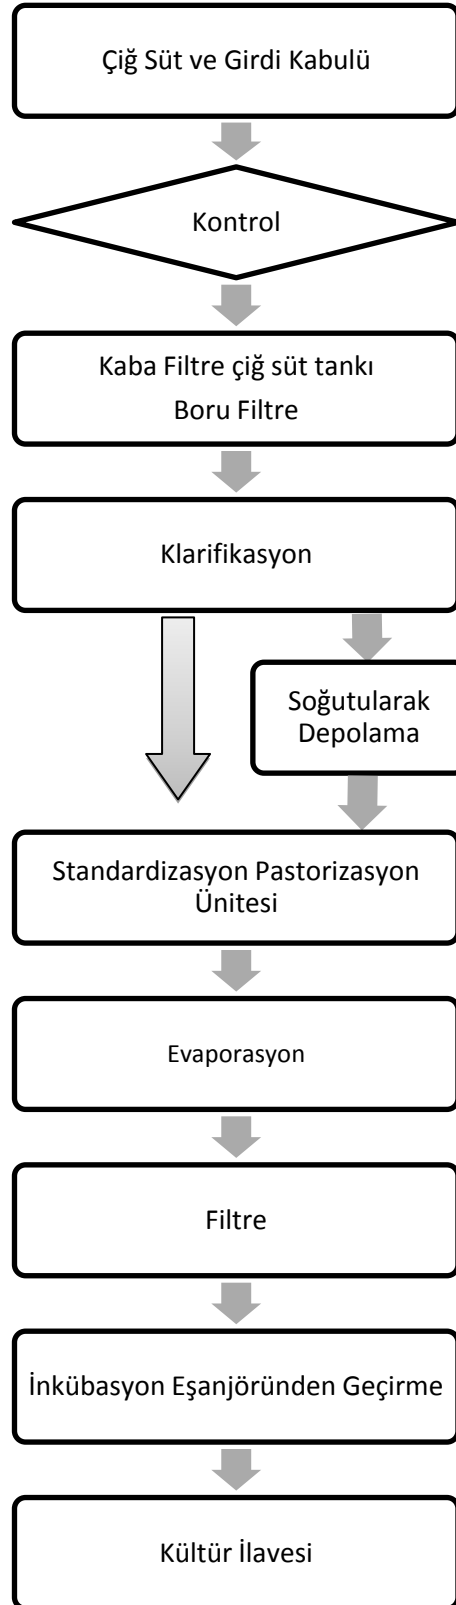 Çiğ Süt ve Girdi Kabulü
Kontrol
Kaba Filtre çiğ süt tankı
Boru Filtre
Klarifikasyon
Soğutularak
Depolama
Standardizasyon Pastorizasyon
Ünitesi
Evaporasyon
Filtre
İnkübasyon Eşanjöründen Geçirme
Kültür İlavesi